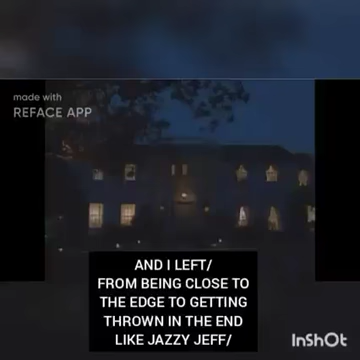 made with
REFACE APP
AND I LEFT/
FROM BEING CLOSE TO
THE EDGE TO GETTING
THROWN IN THE END
LIKE JAZZY JEFF/
InShOt